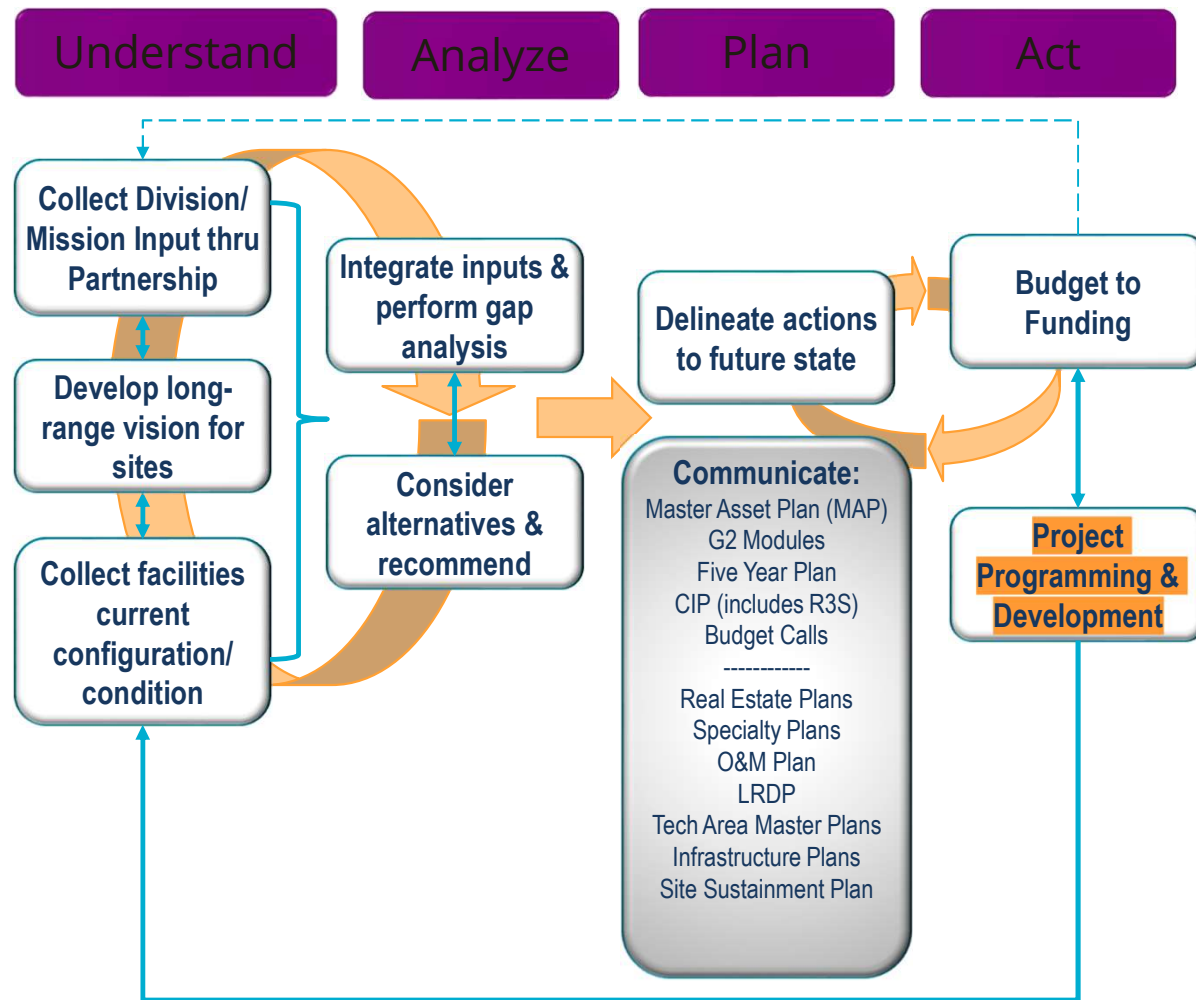 Understand
Analyze
Plan
Act
Collect Division/
Mission Input thru
Partnership
Develop long-
range vision for
sites
Collect facilities
current
configuration/
condition
Integrate inputs &
perform gap
analysis
Consider
alternatives &
recommend
Delineate actions
to future state
Communicate:
Master Asset Plan (MAP)
G2 Modules
Five Year Plan
CIP (includes R3S)
Budget Calls
------------
Real Estate Plans
Specialty Plans
O&M Plan
LRDP
Tech Area Master Plans
Infrastructure Plans
Site Sustainment Plan
Budget to
Funding
Project
Programming &
Development